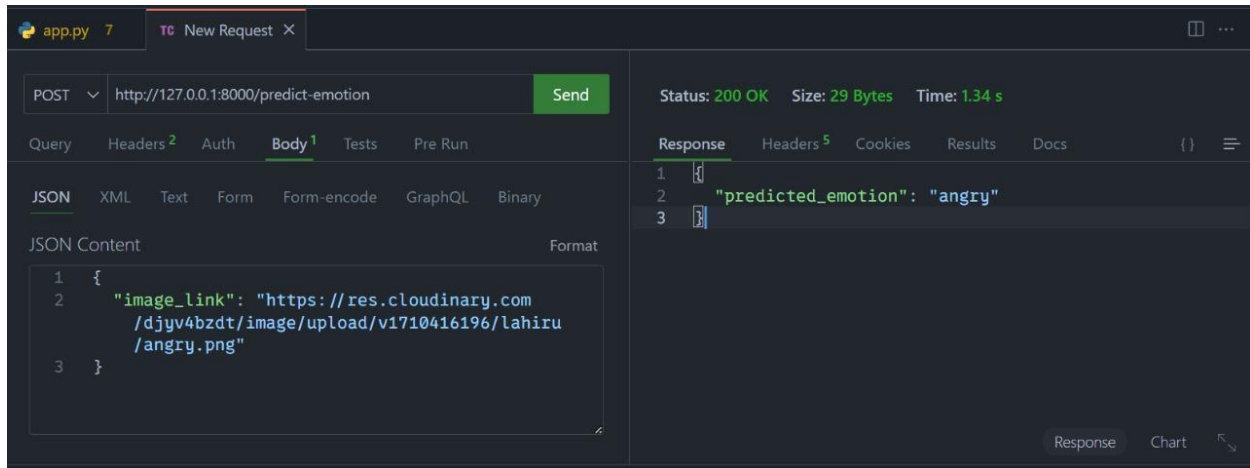 app.py 7 TC New Request ×
POST http://127.0.0.1:8000/predict-emotion Send
Query Headers 2 Auth Body 1 Tests Pre Run
JSON XML Text Form Form-encode GraphQL Binary
JSON Content Format
1 {
2 "image_link": "https://res.cloudinary.com
/djyv4bzdt/image/upload/v1710416196/lahiru
/angry.png"
3 }
Status: 200 OK Size: 29 Bytes Time: 1.34 s
Response Headers 5 Cookies Results Docs { }
1 {
2 "predicted_emotion": "angry"
3 }
Response Chart